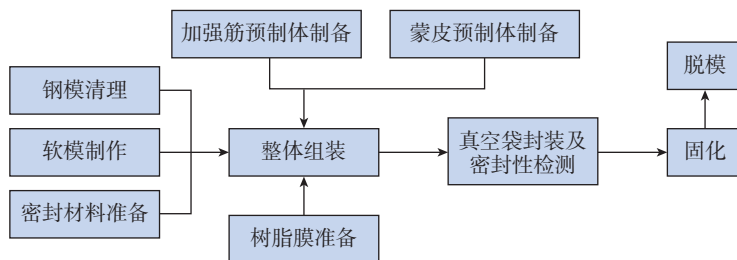 加强筋预制体制备
蒙皮预制体制备
钢模清理
软模制作
密封材料准备
整体组装
树脂膜准备
真空袋封装及
密封性检测
固化
脱模